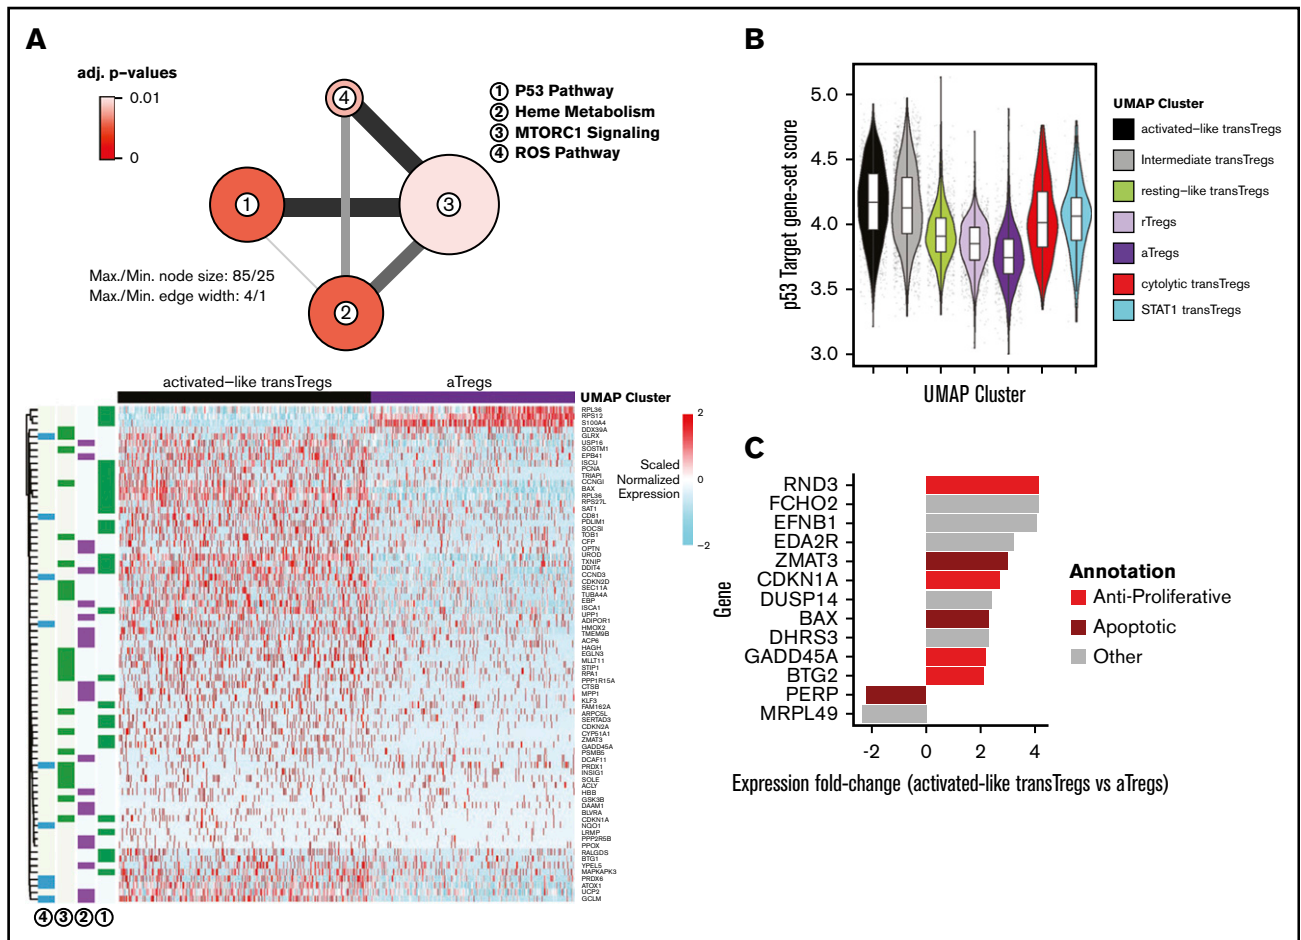 A
adj. p–values
0.01
0
4
1
3
2
① P53 Pathway
② Heme Metabolism
③ MTORC1 Signaling
④ ROS Pathway
Max./Min. node size: 85/25
Max./Min. edge width: 4/1
activated–like transTregs
aTregs
UMAP Cluster
Scaled
Normalized
Expression
2
0
−2
RPL36
RPS12
S100A4
DDX39A
GLRX
USP16
SOSTM1
EPB41
ISCU
PCNA
TRIAPI
CCNGI
BAX
RPL36
RPS27L
SAT1
CD81
PDLIM1
SOCSI
TOB1
CFP
OPTN
UROD
TXNIP
DDIT4
CCND3
CDKN2D
SEC11A
TUBA4A
EBP
ISCA1
UPP1
ADIPOR1
HMOX2
TMEM9B
ACP6
HAGH
EGLN3
MLLT11
STIP1
RPA1
PPP1R15A
CTSB
MPP1
KLF3
FAM162A
ARPC5L
SERTAD3
CDKN2A
CYP51A1
ZMAT3
GADD45A
PSMB5
DCAF11
PRDX1
INSIG1
SOLE
ACLY
HBB
GSK3B
DAAM1
BLVRA
CDKN1A
NQO1
LRMP
PPP2R5B
PPOX
RALGDS
BTG1
YPEL5
MAPKAPK3
PRDX6
ATOX1
UCP2
GCLM
④ ③ ② ①
B
p53 Target gene-set score
5.0
4.5
4.0
3.5
3.0
UMAP Cluster
UMAP Cluster
activated–like transTregs
Intermediate transTregs
resting–like transTregs
rTregs
aTregs
cytolytic transTregs
STAT1 transTregs
C
Gene
RND3
FCHO2
EFNB1
EDA2R
ZMAT3
CDKN1A
DUSP14
BAX
DHRS3
GADD45A
BTG2
PERP
MRPL49
-2 0 2 4
Expression fold-change (activated-like transTregs vs aTregs)
Annotation
Anti-Proliferative
Apoptotic
Other